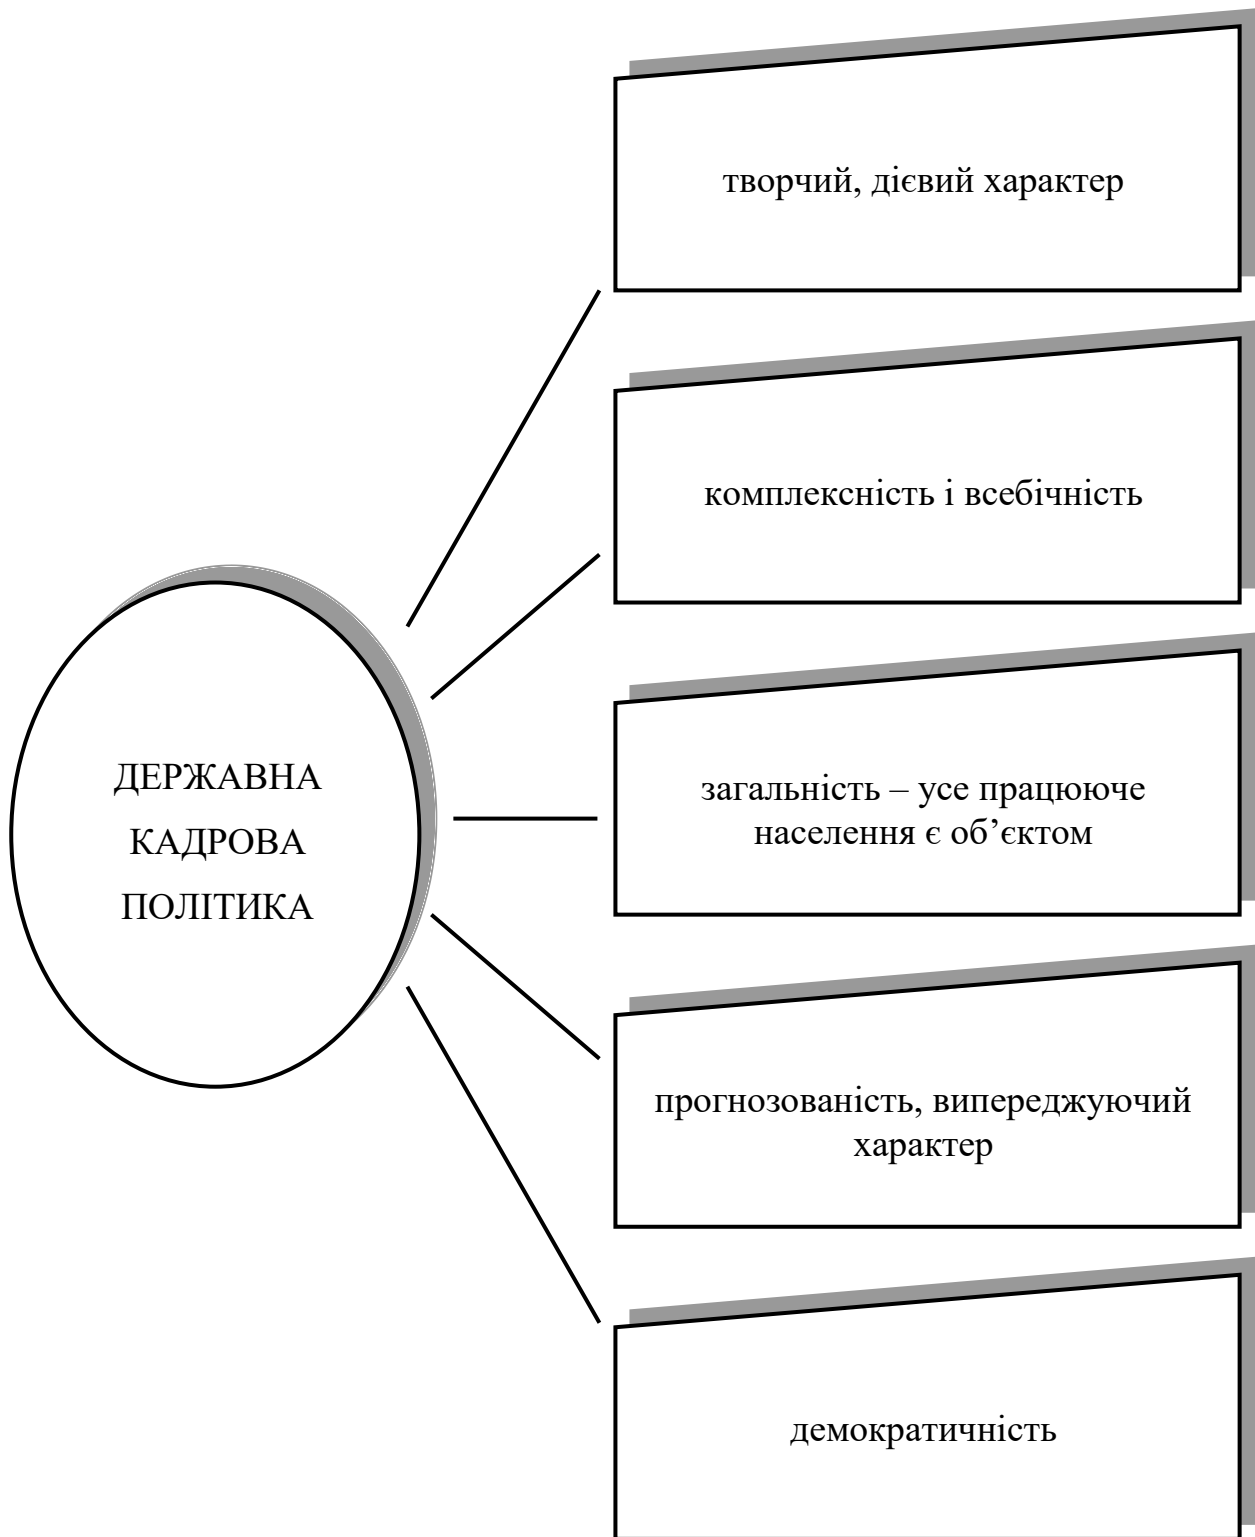 творчий, дієвий характер
комплексність і всебічність
ДЕРЖАВНА
КАДРОВА
ПОЛІТИКА
загальність – усе працююче
населення є об’єктом
прогнозованість, випереджуючий
характер
демократичність